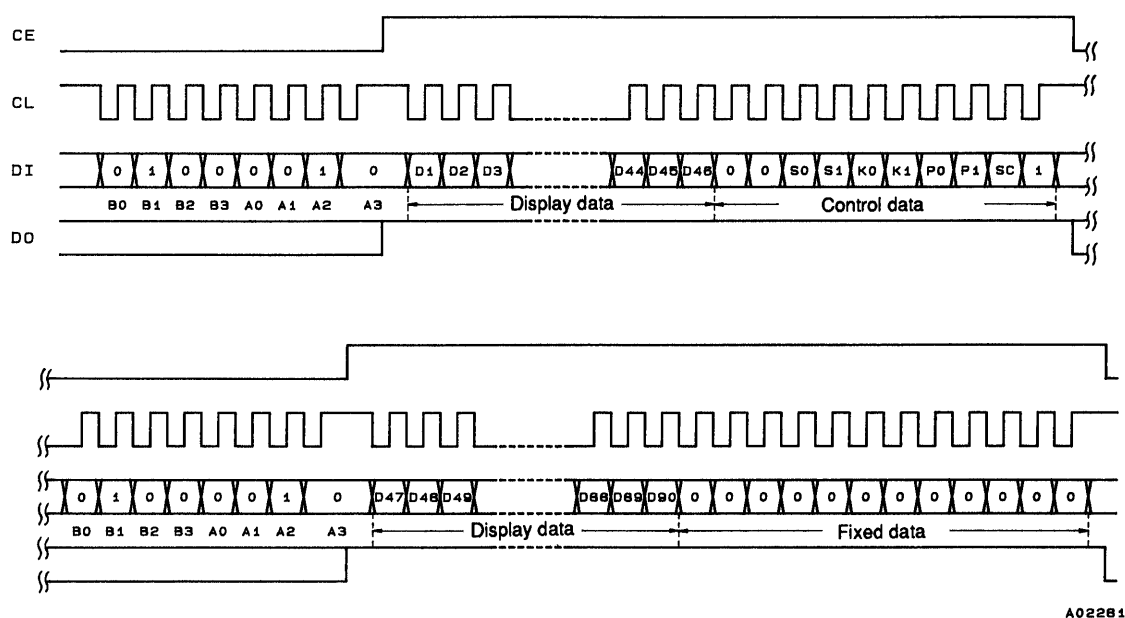 CE
CL
DI 0 1 0 0 0 0 1 0 D1 D2 D3 D44 D45 D46 0 0 S0 S1 K0 K1 P0 P1 SC 1
B0 B1 B2 B3 A0 A1 A2 A3 Display data Control data
DO
0 1 0 0 0 0 1 0 D47 D48 D49 D88 D89 D90 0 0 0 0 0 0 0 0 0 0 0 0
B0 B1 B2 B3 A0 A1 A2 A3 Display data Fixed data
A02281